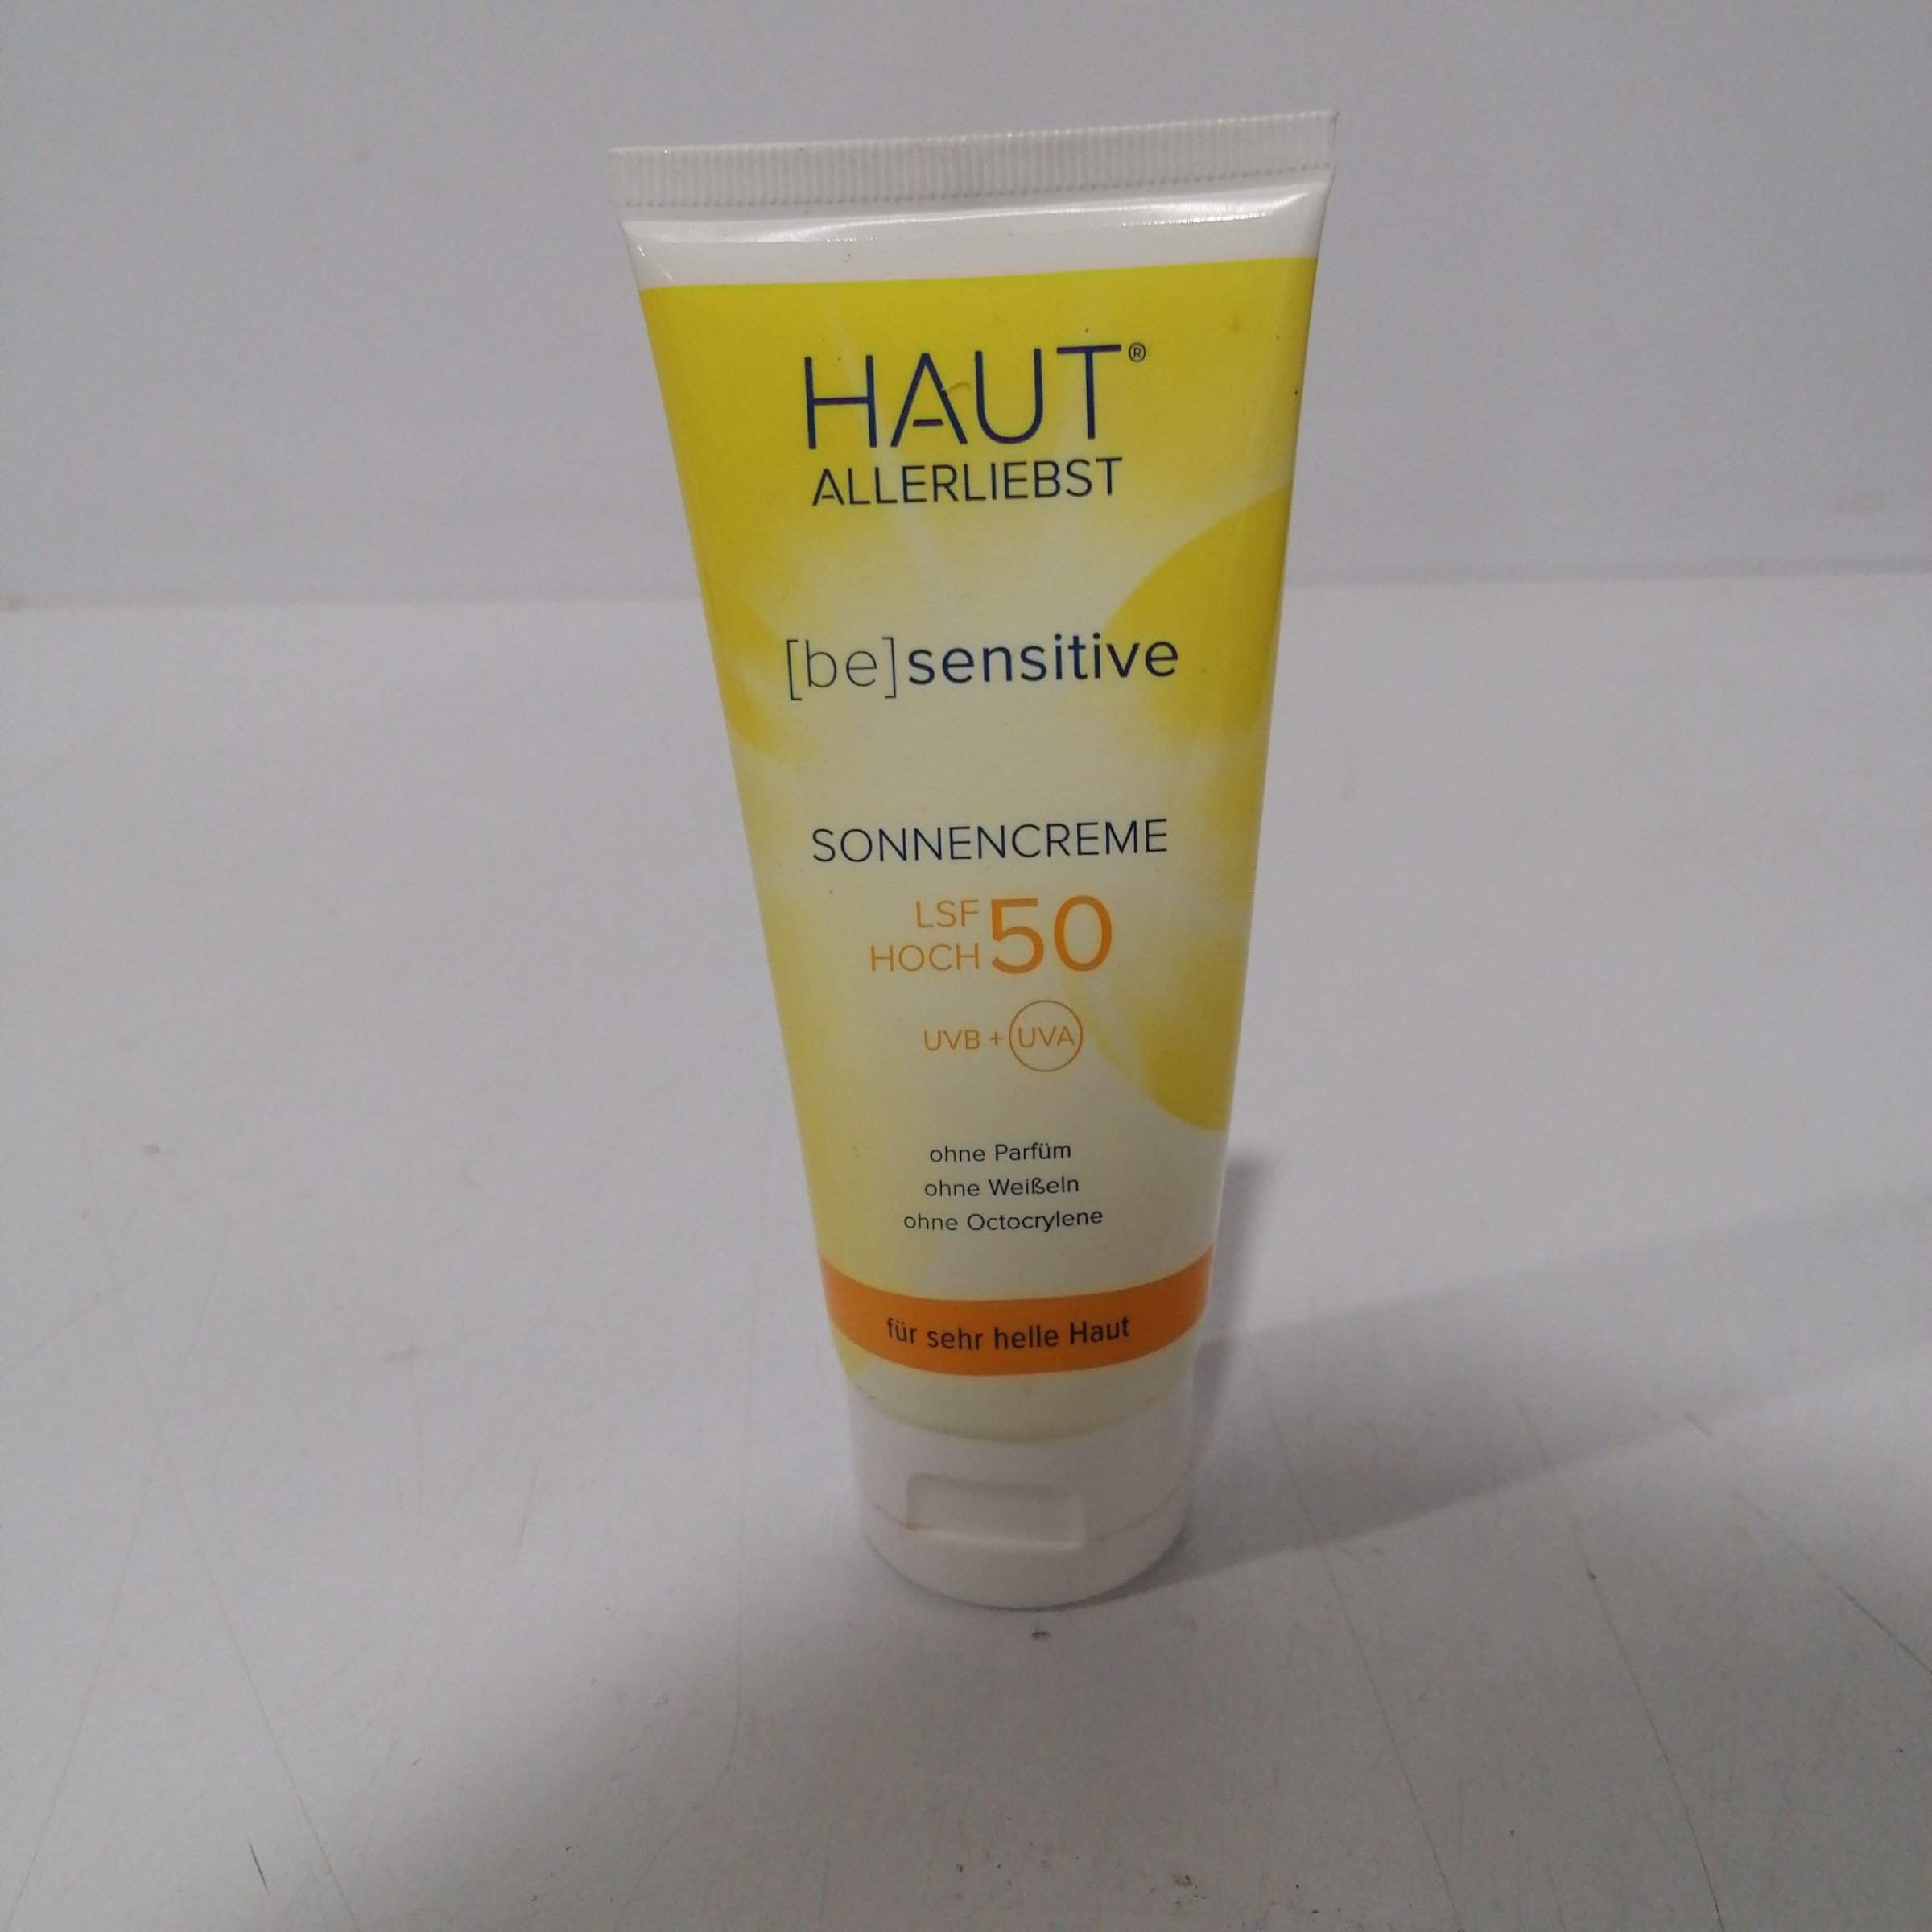 HAUT®
ALLERLIEBST
[be]sensitive
SONNENCREME
LSF
HOCH 50
UVB + UVA
ohne Parfüm
ohne Weißeln
ohne Octocrylene
für sehr helle Haut